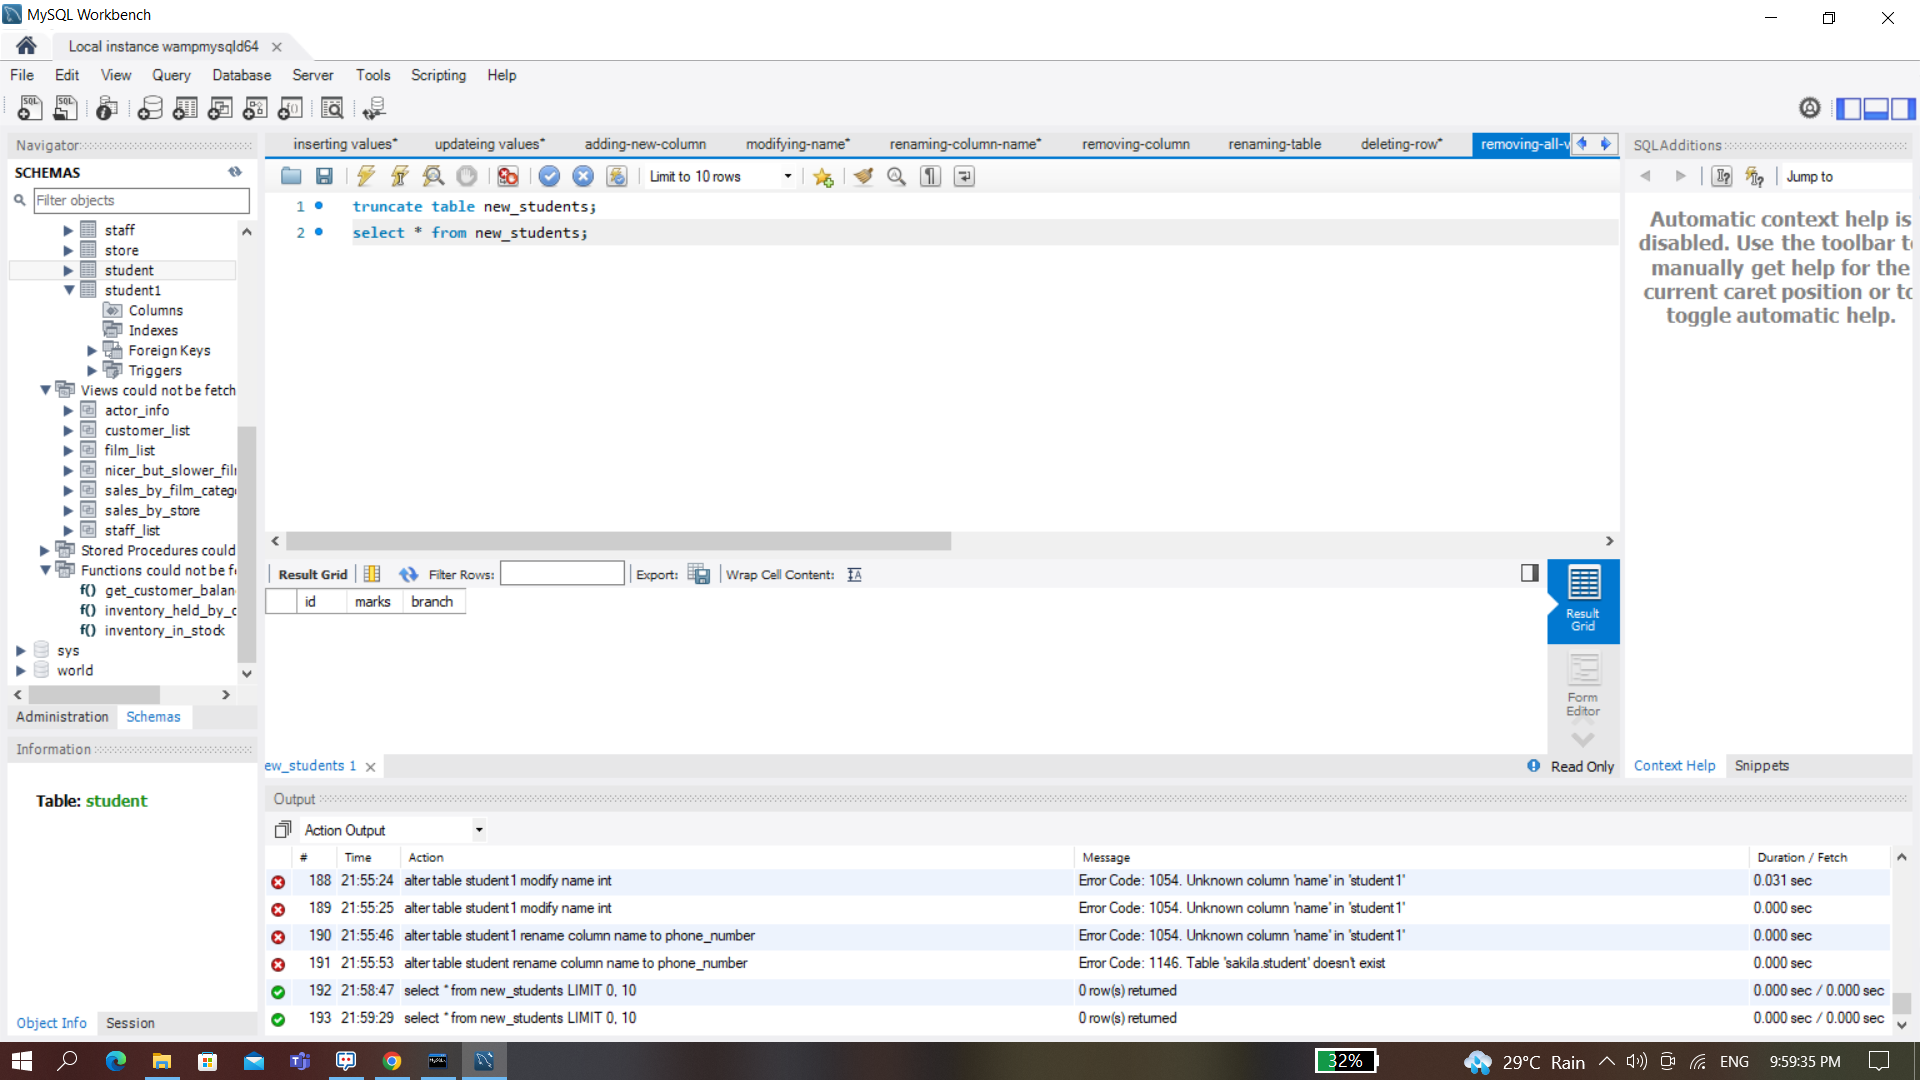 MySQL Workbench
Local instance wampmysqld64
File Edit View Query Database Server Tools Scripting Help
Navigator
SCHEMAS
Filter objects
staff
store
student
student1
Columns
Indexes
Foreign Keys
Triggers
Views could not be fetch
actor_info
customer_list
film_list
nicer_but_slower_fil
sales_by_film_categ
sales_by_store
staff_list
Stored Procedures could
Functions could not be f
f() get_customer_balan
f() inventory_held_by_c
f() inventory_in_stock
sys
world
Administration Schemas
Information
Table: student
Object Info Session
inserting values* updateing values* adding-new-column modifying-name* renaming-column-name* removing-column renaming-table deleting-row* removing-all-v
Limit to 10 rows
1 truncate table new_students;
2 select * from new_students;
Result Grid Filter Rows: Export: Wrap Cell Content:
id marks branch
Result Grid
Form Editor
ew_students 1
Read Only
SQLAdditions
Jump to
Automatic context help is
disabled. Use the toolbar t
manually get help for the
current caret position or to
toggle automatic help.
Context Help Snippets
Output
Action Output
# Time Action Message Duration / Fetch
188 21:55:24 alter table student1 modify name int Error Code: 1054. Unknown column 'name' in 'student1' 0.031 sec
189 21:55:25 alter table student1 modify name int Error Code: 1054. Unknown column 'name' in 'student1' 0.000 sec
190 21:55:46 alter table student1 rename column name to phone_number Error Code: 1054. Unknown column 'name' in 'student1' 0.000 sec
191 21:55:53 alter table student rename column name to phone_number Error Code: 1146. Table 'sakila.student' doesn't exist 0.000 sec
192 21:58:47 select * from new_students LIMIT 0, 10 0 row(s) returned 0.000 sec / 0.000 sec
193 21:59:29 select * from new_students LIMIT 0, 10 0 row(s) returned 0.000 sec / 0.000 sec
32% 29°C Rain ENG 9:59:35 PM